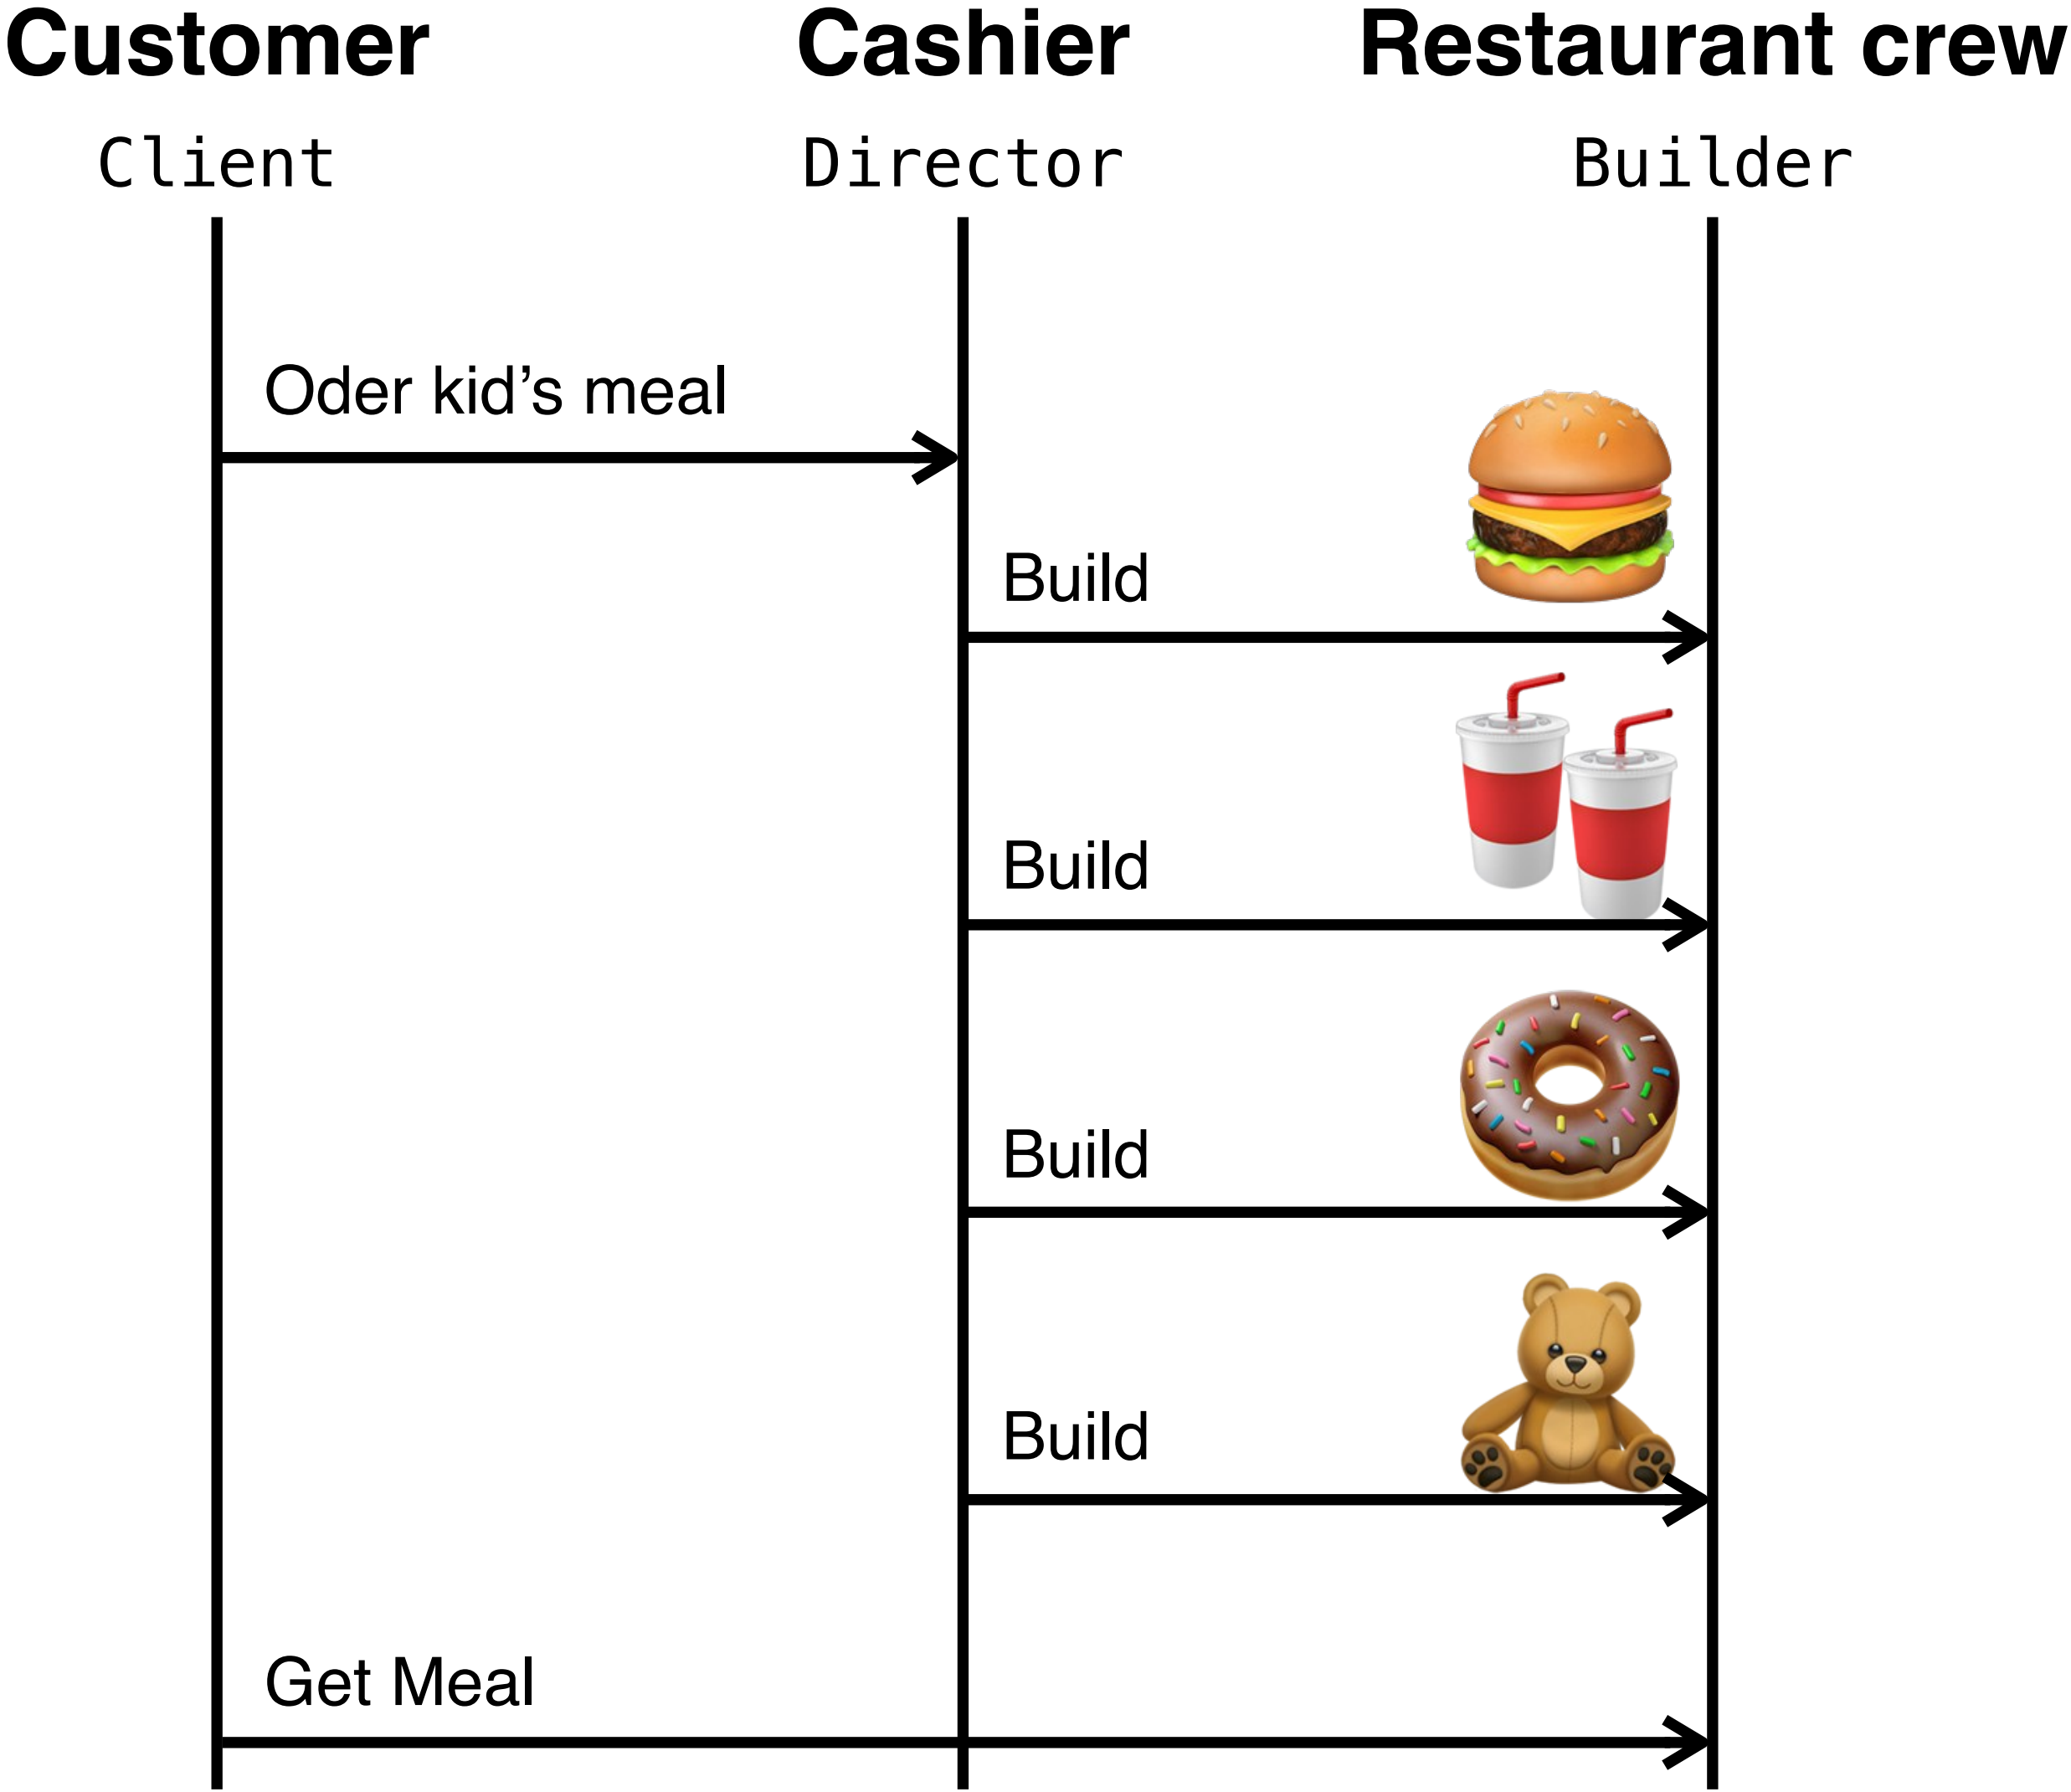 Customer Cashier Restaurant crew
Client Director Builder
Oder kid’s meal
Build
Build
Build
Build
Get Meal